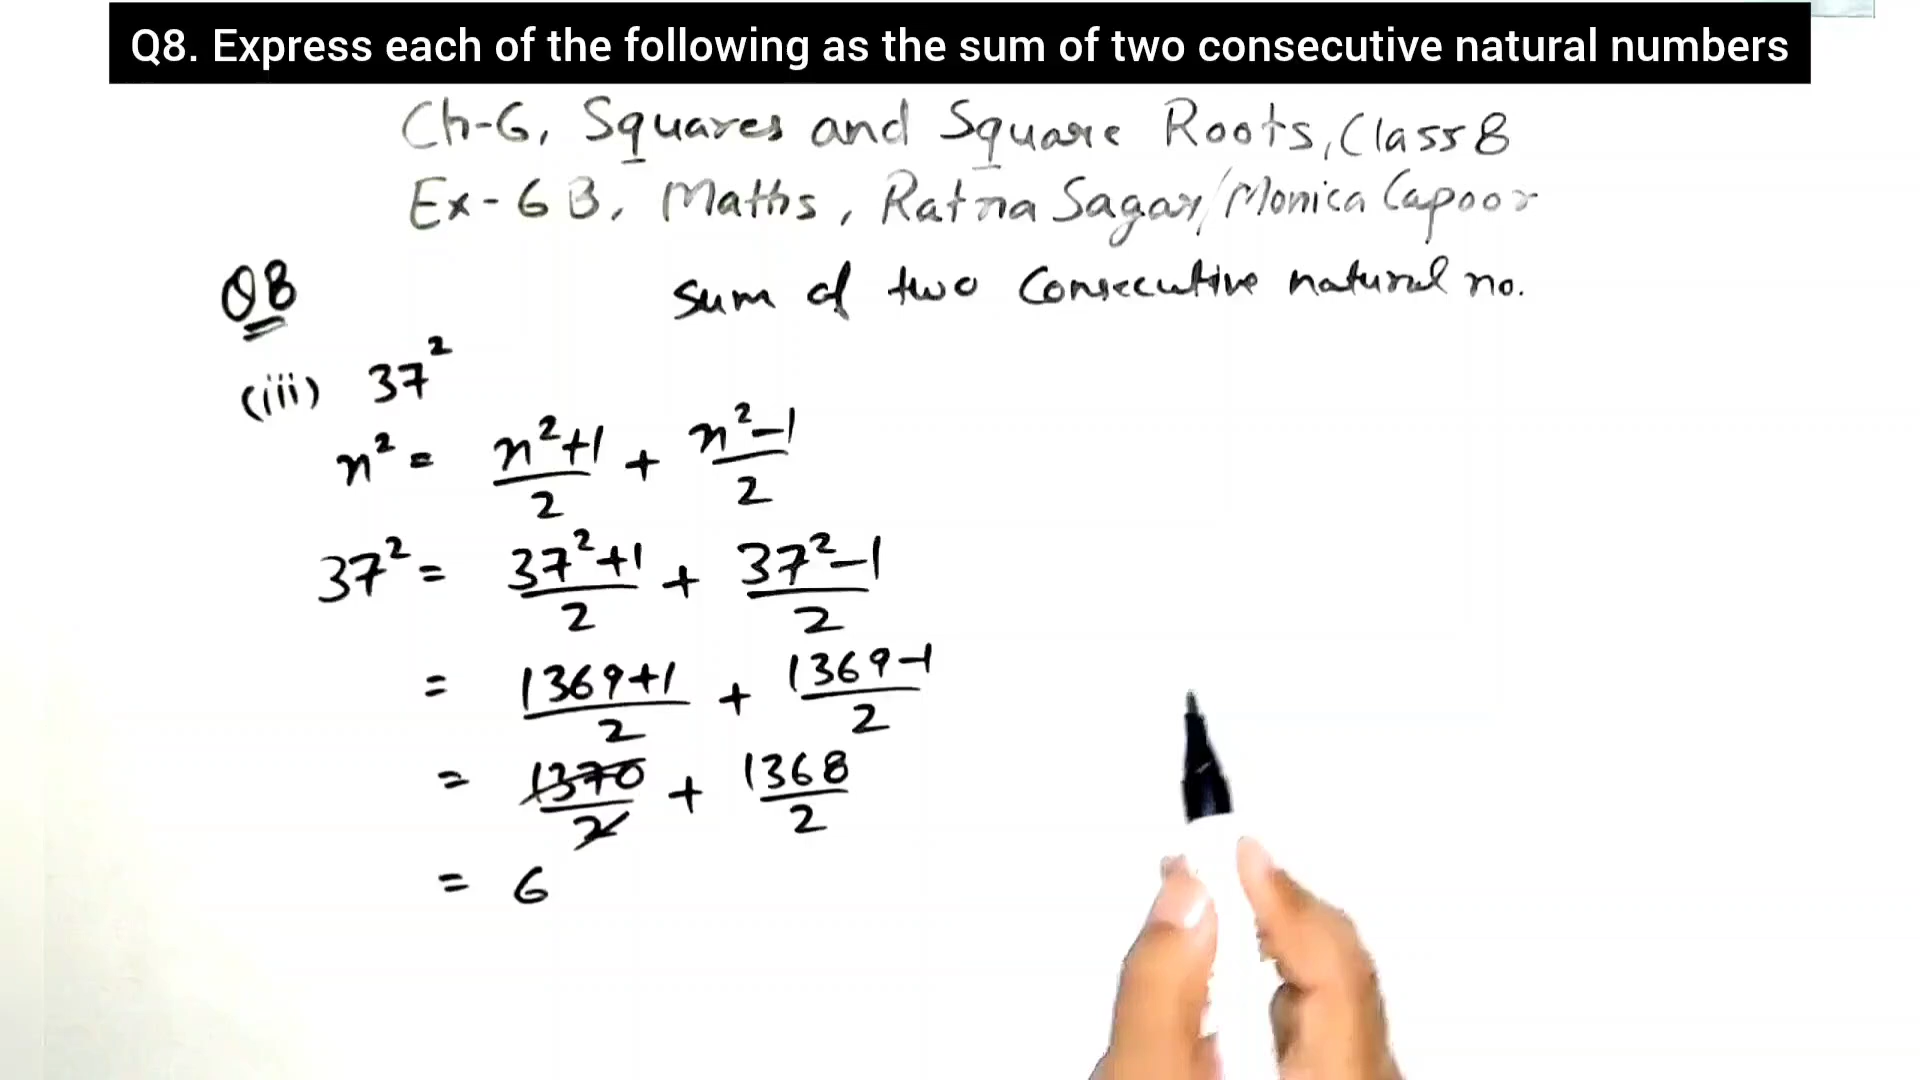 Q8. Express each of the following as the sum of two consecutive natural numbers
Ch-6, Squares and Square Roots, Class 8
Ex-6B, Maths, Ratna Sagar/Monica Capoor
Q8 sum of two consecutive natural no.
(iii) 37²
n² = n²+1/2 + n²-1/2
37² = 37²+1/2 + 37²-1/2
= 1369+1/2 + 1369-1/2
= 1370/2 + 1368/2
= 6